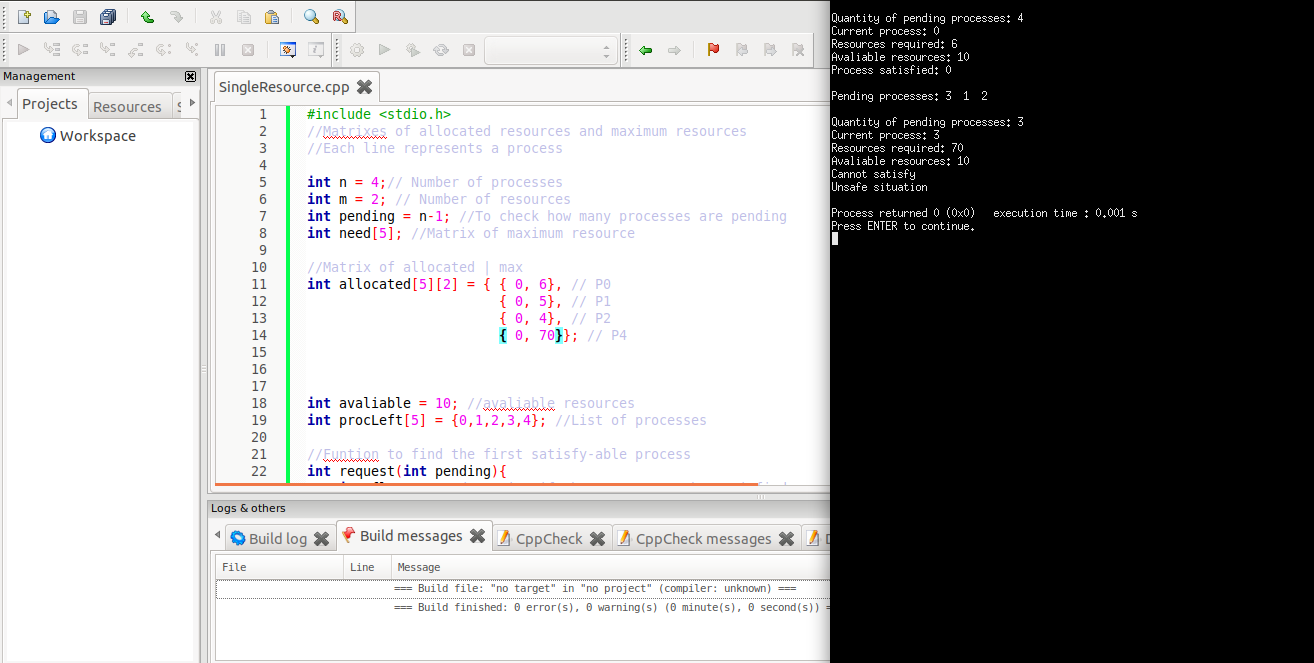 Management
Projects
Resources
Workspace
SingleResource.cpp
1 #include <stdio.h>
2 //Matrixes of allocated resources and maximum resources
3 //Each line represents a process
4
5 int n = 4;// Number of processes
6 int m = 2; // Number of resources
7 int pending = n-1; //To check how many processes are pending
8 int need[5]; //Matrix of maximum resource
9
10 //Matrix of allocated | max
11 int allocated[5][2] = { { 0, 6}, // P0
12 { 0, 5}, // P1
13 { 0, 4}, // P2
14 { 0, 70}}; // P4
15
16
17
18 int avaliable = 10; //avaliable resources
19 int procLeft[5] = {0,1,2,3,4}; //List of processes
20
21 //Funtion to find the first satisfy-able process
22 int request(int pending){
Logs & others
Build log
Build messages
CppCheck
CppCheck messages
File Line Message
=== Build file: "no target" in "no project" (compiler: unknown) ===
=== Build finished: 0 error(s), 0 warning(s) (0 minute(s), 0 second(s)) =
Quantity of pending processes: 4
Current process: 0
Resources required: 6
Avaliable resources: 10
Process satisfied: 0
Pending processes: 3 1 2
Quantity of pending processes: 3
Current process: 3
Resources required: 70
Avaliable resources: 10
Cannot satisfy
Unsafe situation
Process returned 0 (0x0) execution time : 0.001 s
Press ENTER to continue.